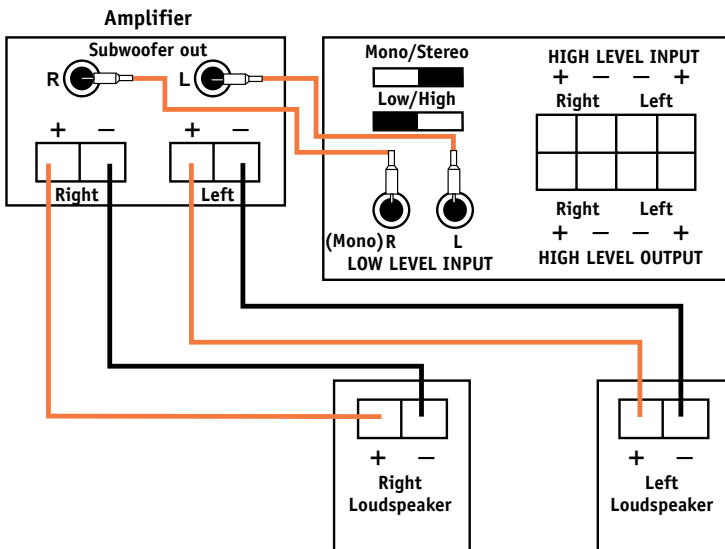 Amplifier
Subwoofer out
R L
+ − + −
Right Left
Mono/Stereo
Low/High
(Mono) R L
LOW LEVEL INPUT
HIGH LEVEL INPUT
+ − − +
Right Left
Right Left
+ − − +
HIGH LEVEL OUTPUT
+ −
Right
Loudspeaker
+ −
Left
Loudspeaker